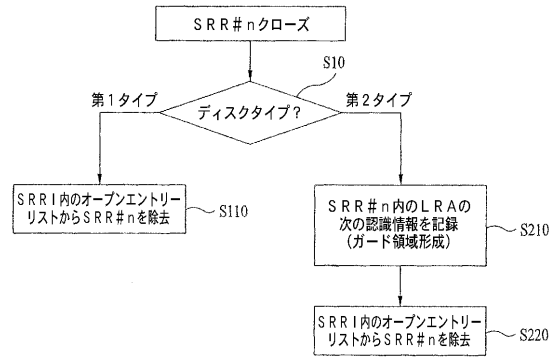 SRR#nクローズ
S10
ディスクタイプ?
第1タイプ
第2タイプ
SRRI内のオープンエントリー
リストからSRR#nを除去
S110
SRR#n内のLRAの
次の認識情報を記録
(ガード領域形成)
S210
SRRI内のオープンエントリー
リストからSRR#nを除去
S220